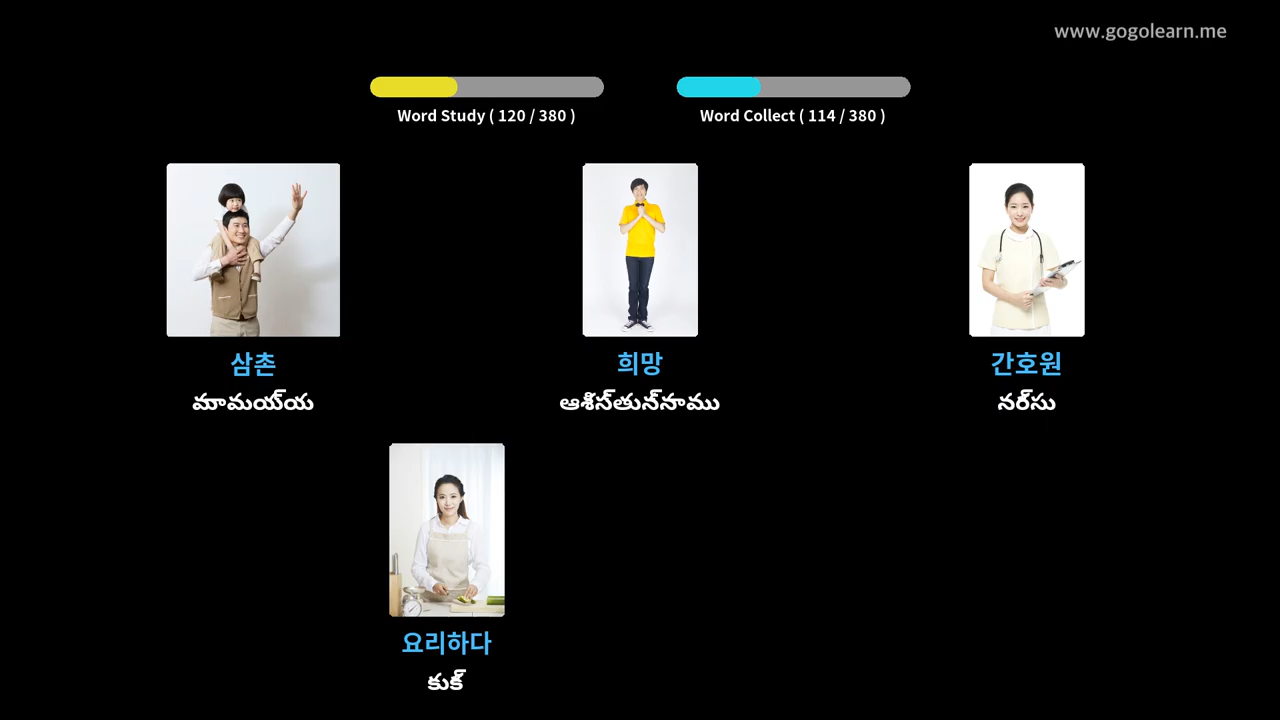 www.gogolearn.me
Word Study ( 120 / 380 )
Word Collect ( 114 / 380 )
삼촌
희망
간호원
మామయ్‌య
ఆశిస్‌తున్‌నాము
నర్‌సు
요리하다
కుక్